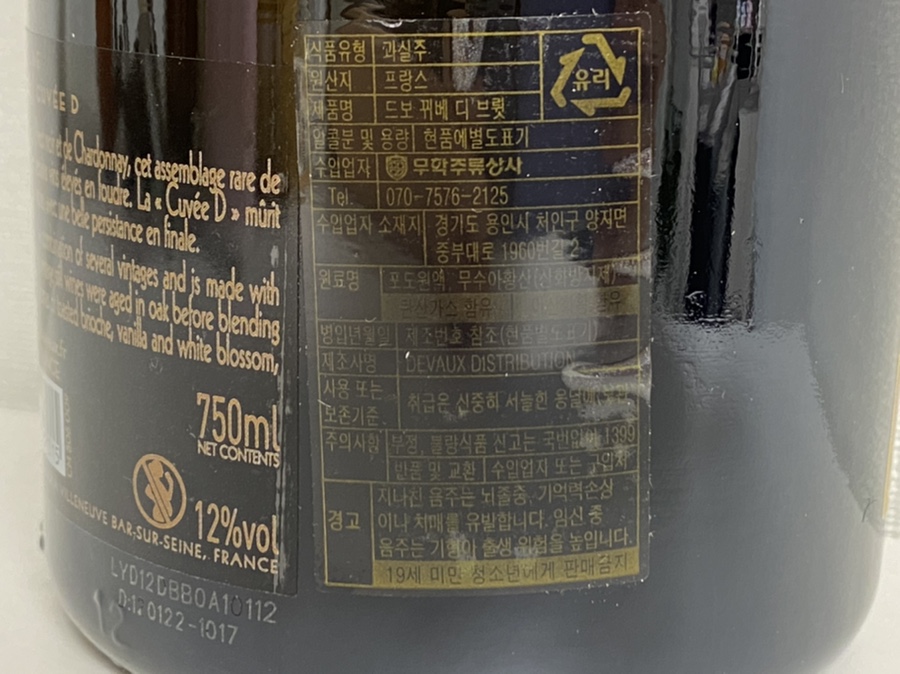 CUVÉE D
de Chardonnay, cet assemblage rare de
élevés en foudre. La « Cuvée D » mûrit
une belle persistance en finale.
of several vintages and is made with
wines were aged in oak before blending
toasted brioche, vanilla and white blossom,
750ml
NET CONTENTS
12%vol
VILLENEUVE BAR-SUR-SEINE, FRANCE
LYD12DBB0A10112
0122-1017
식품유형 과실주
원산지 프랑스
제품명 드보 뀌베 디 브륏
알콜분 및 용량 현품에별도표기
수입업자 무학주류상사
Tel 070-7576-2125
수입업자 소재지 경기도 용인시 처인구 양지면
중부대로 1960번길 2
유리
원료명 포도원액, 무수아황산(산화방지제)
탄산가스 함유
병입년월일 제조번호 참조(현품별도표기)
제조사명 DEVAUX DISTRIBUTION
사용 또는
보존기준 취급은 신중히 서늘한 응달에
주의사항 부정, 불량식품 신고는 국번없이 1399
반품 및 교환 수입업자 또는 구입처
경고
지나친 음주는 뇌졸중, 기억력손상
이나 치매를 유발합니다. 임신 중
음주는 기형아 출생 위험을 높입니다.
19세 미만 청소년에게 판매금지